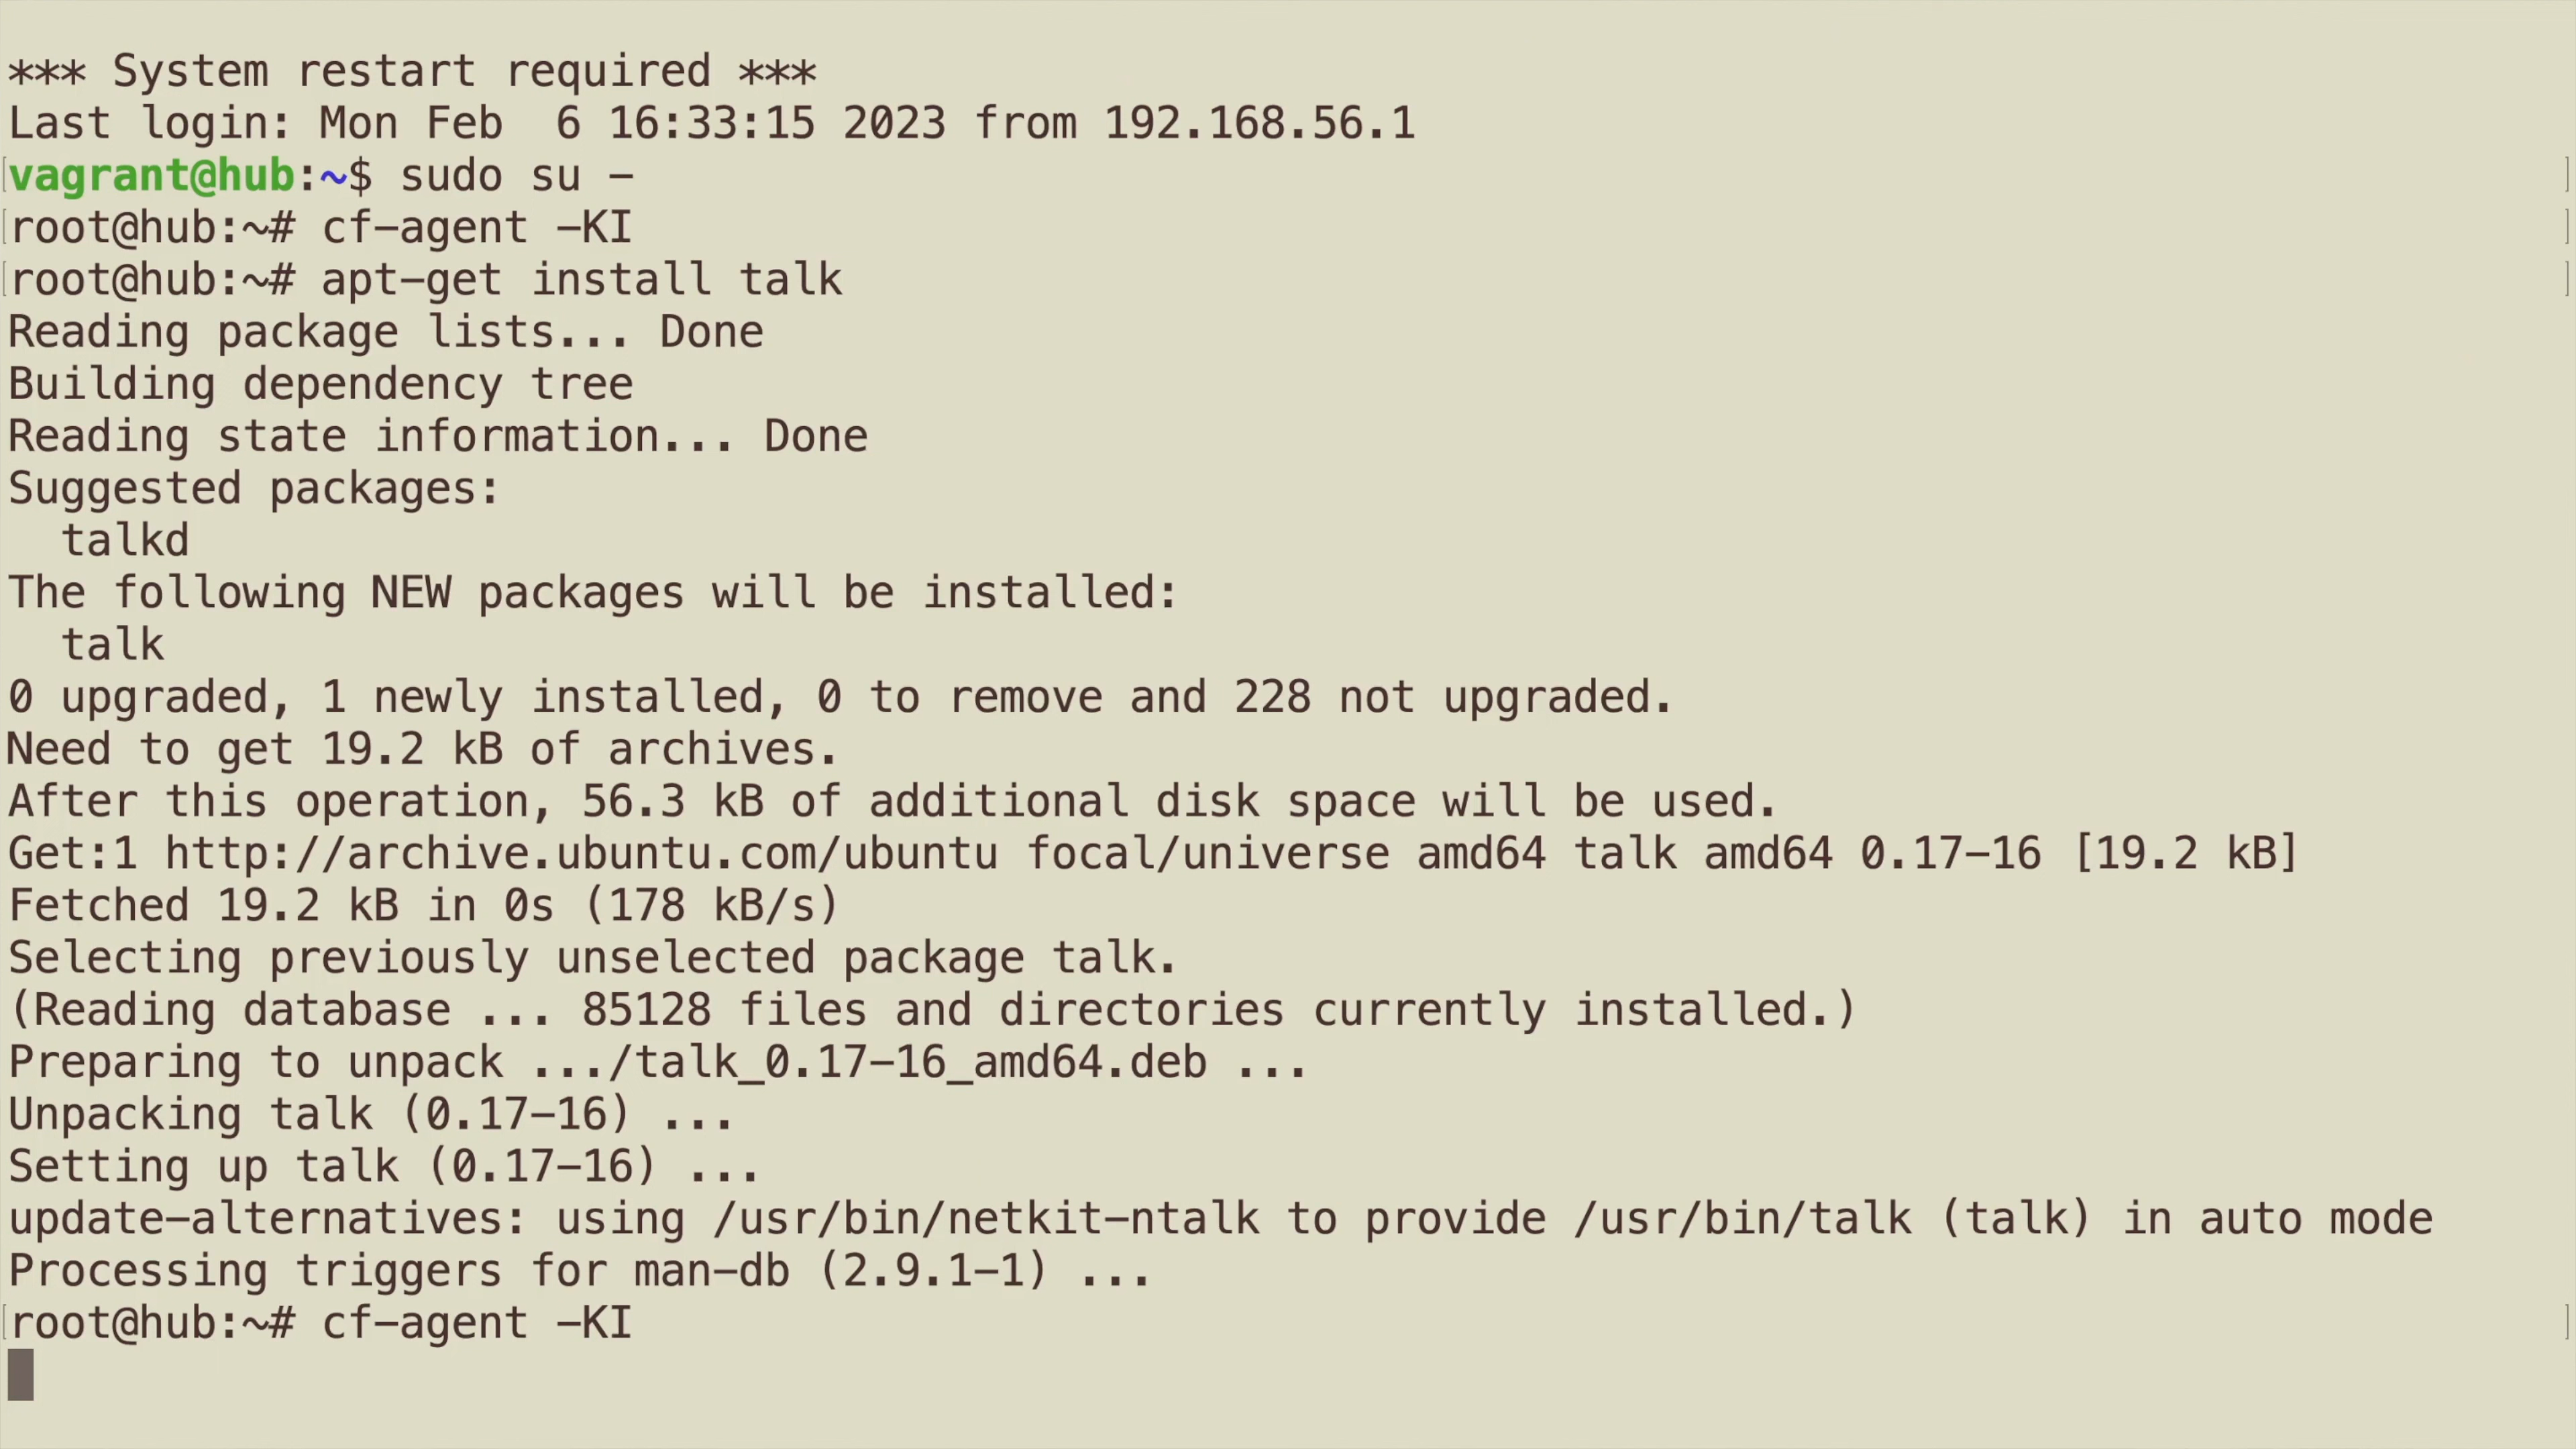 *** System restart required ***
Last login: Mon Feb  6 16:33:15 2023 from 192.168.56.1
vagrant@hub:~$ sudo su -
root@hub:~# cf-agent -KI
root@hub:~# apt-get install talk
Reading package lists... Done
Building dependency tree
Reading state information... Done
Suggested packages:
  talkd
The following NEW packages will be installed:
  talk
0 upgraded, 1 newly installed, 0 to remove and 228 not upgraded.
Need to get 19.2 kB of archives.
After this operation, 56.3 kB of additional disk space will be used.
Get:1 http://archive.ubuntu.com/ubuntu focal/universe amd64 talk amd64 0.17-16 [19.2 kB]
Fetched 19.2 kB in 0s (178 kB/s)
Selecting previously unselected package talk.
(Reading database ... 85128 files and directories currently installed.)
Preparing to unpack .../talk_0.17-16_amd64.deb ...
Unpacking talk (0.17-16) ...
Setting up talk (0.17-16) ...
update-alternatives: using /usr/bin/netkit-ntalk to provide /usr/bin/talk (talk) in auto mode
Processing triggers for man-db (2.9.1-1) ...
root@hub:~# cf-agent -KI